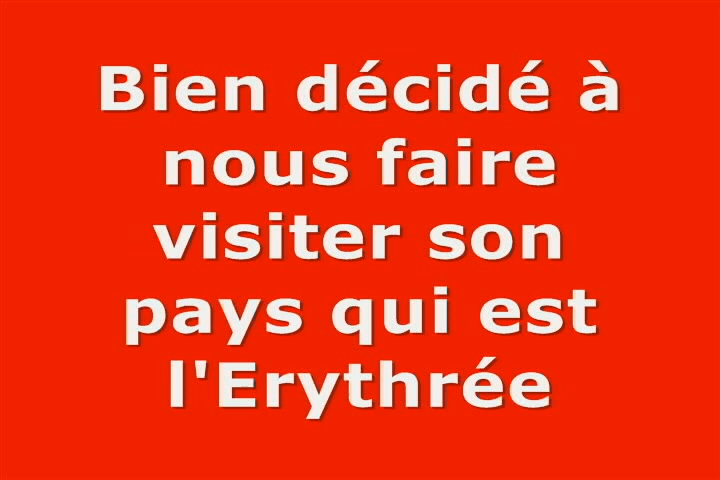 Bien décidé à
nous faire
visiter son
pays qui est
l'Erythrée